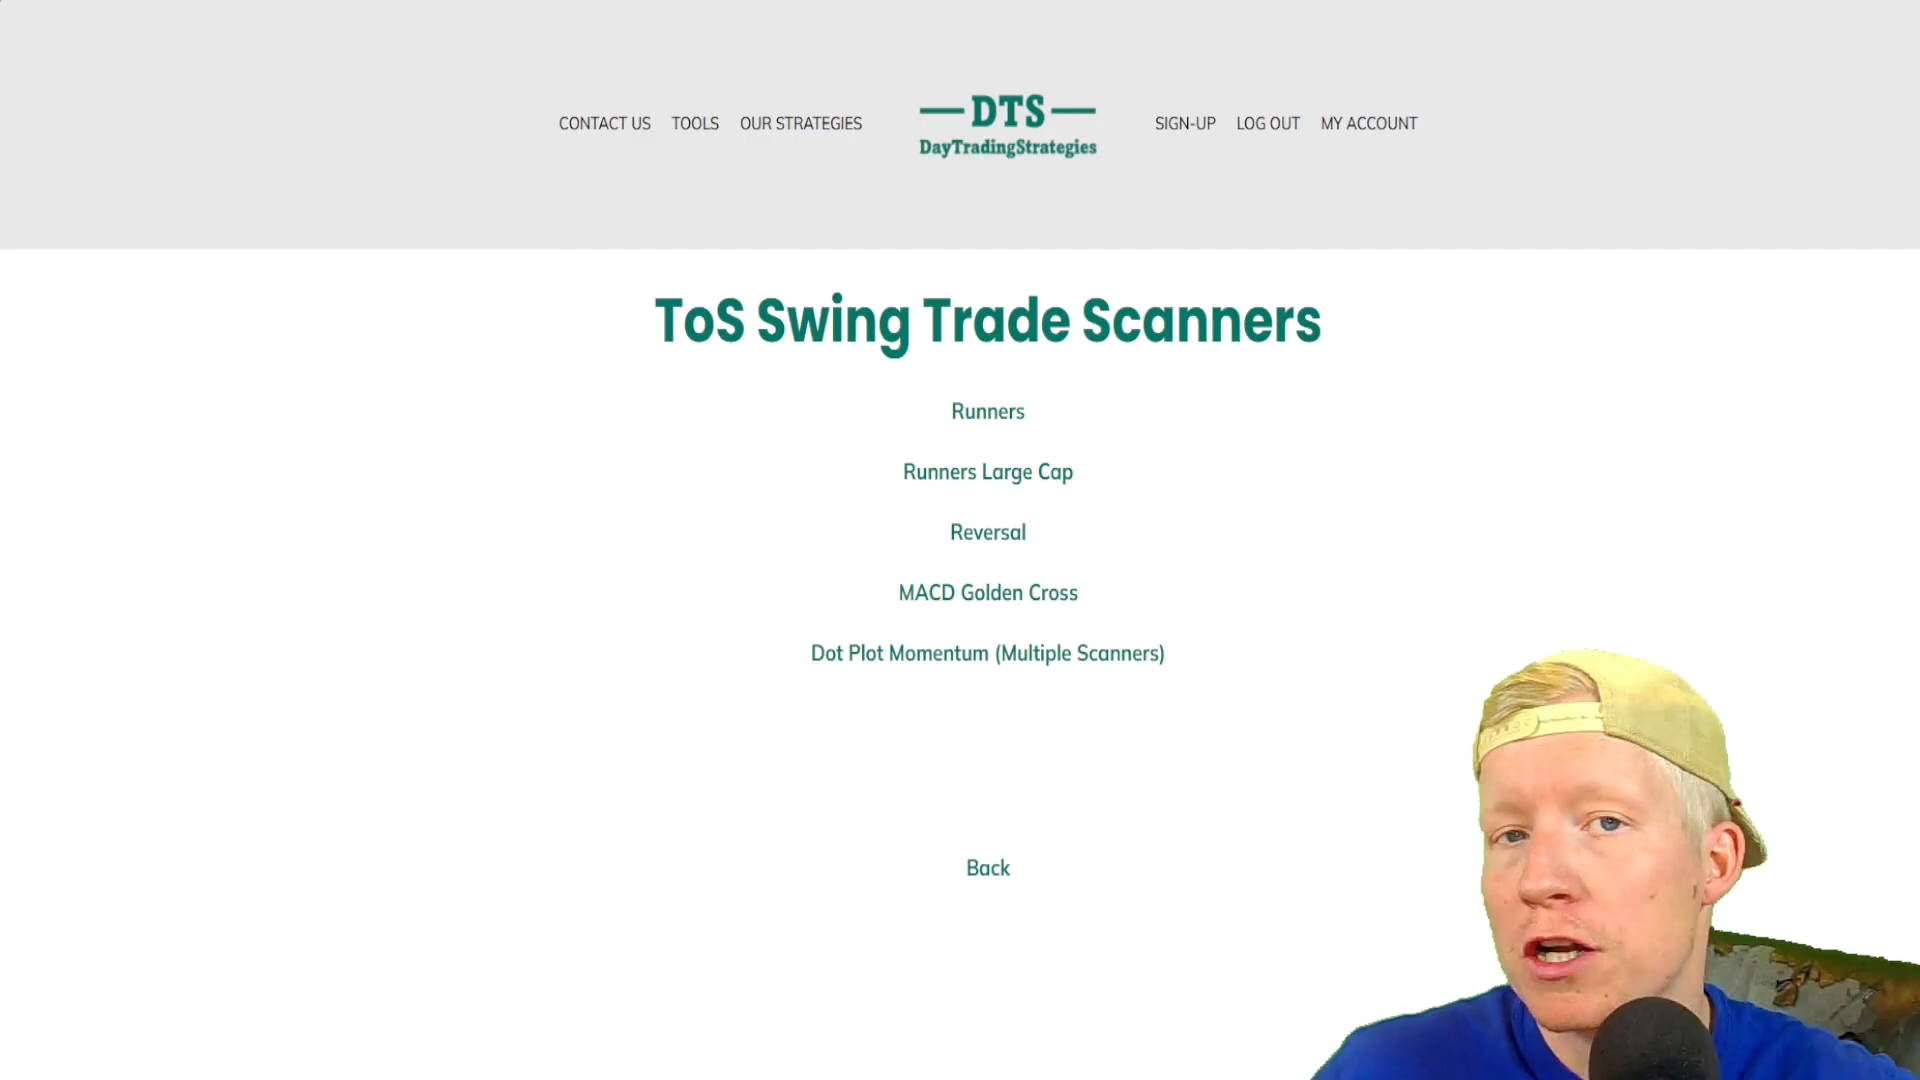 CONTACT US TOOLS OUR STRATEGIES
DTS
DayTradingStrategies
SIGN-UP LOG OUT MY ACCOUNT
ToS Swing Trade Scanners
Runners
Runners Large Cap
Reversal
MACD Golden Cross
Dot Plot Momentum (Multiple Scanners)
Back